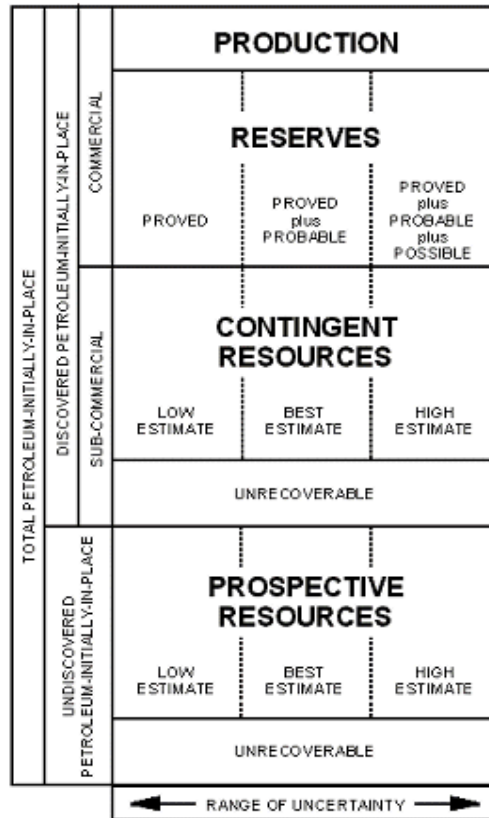 TOTAL PETROLEUM-INITIALLY-IN-PLACE
DISCOVERED PETROLEUM-INITIALLY-IN-PLACE
COMMERCIAL
PRODUCTION
RESERVES
PROVED
PROVED
plus
PROBABLE
PROVED
plus
PROBABLE
plus
POSSIBLE
SUB-COMMERCIAL
CONTINGENT
RESOURCES
LOW
ESTIMATE
BEST
ESTIMATE
HIGH
ESTIMATE
UNRECOVERABLE
UNDISCOVERED
PETROLEUM-INITIALLY-IN-PLACE
PROSPECTIVE
RESOURCES
LOW
ESTIMATE
BEST
ESTIMATE
HIGH
ESTIMATE
UNRECOVERABLE
RANGE OF UNCERTAINTY